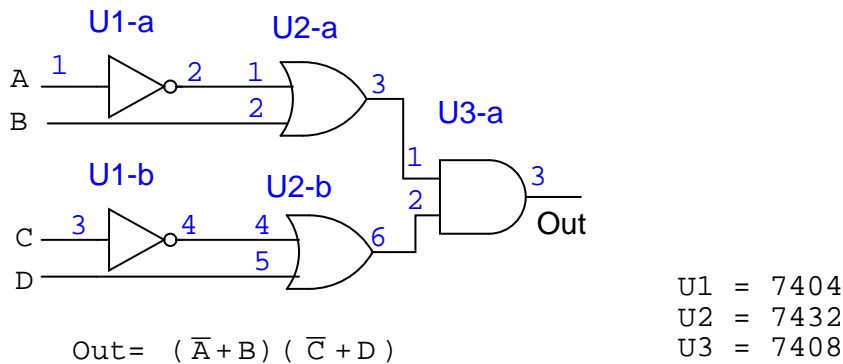 U1-a U2-a
A 1 2 1 3
B 2 U3-a
1 3
U1-b U2-b 2
Out
C 3 4 4 6
D 5
U1 = 7404
U2 = 7432
Out= (A̅+B)(C̅+D) U3 = 7408